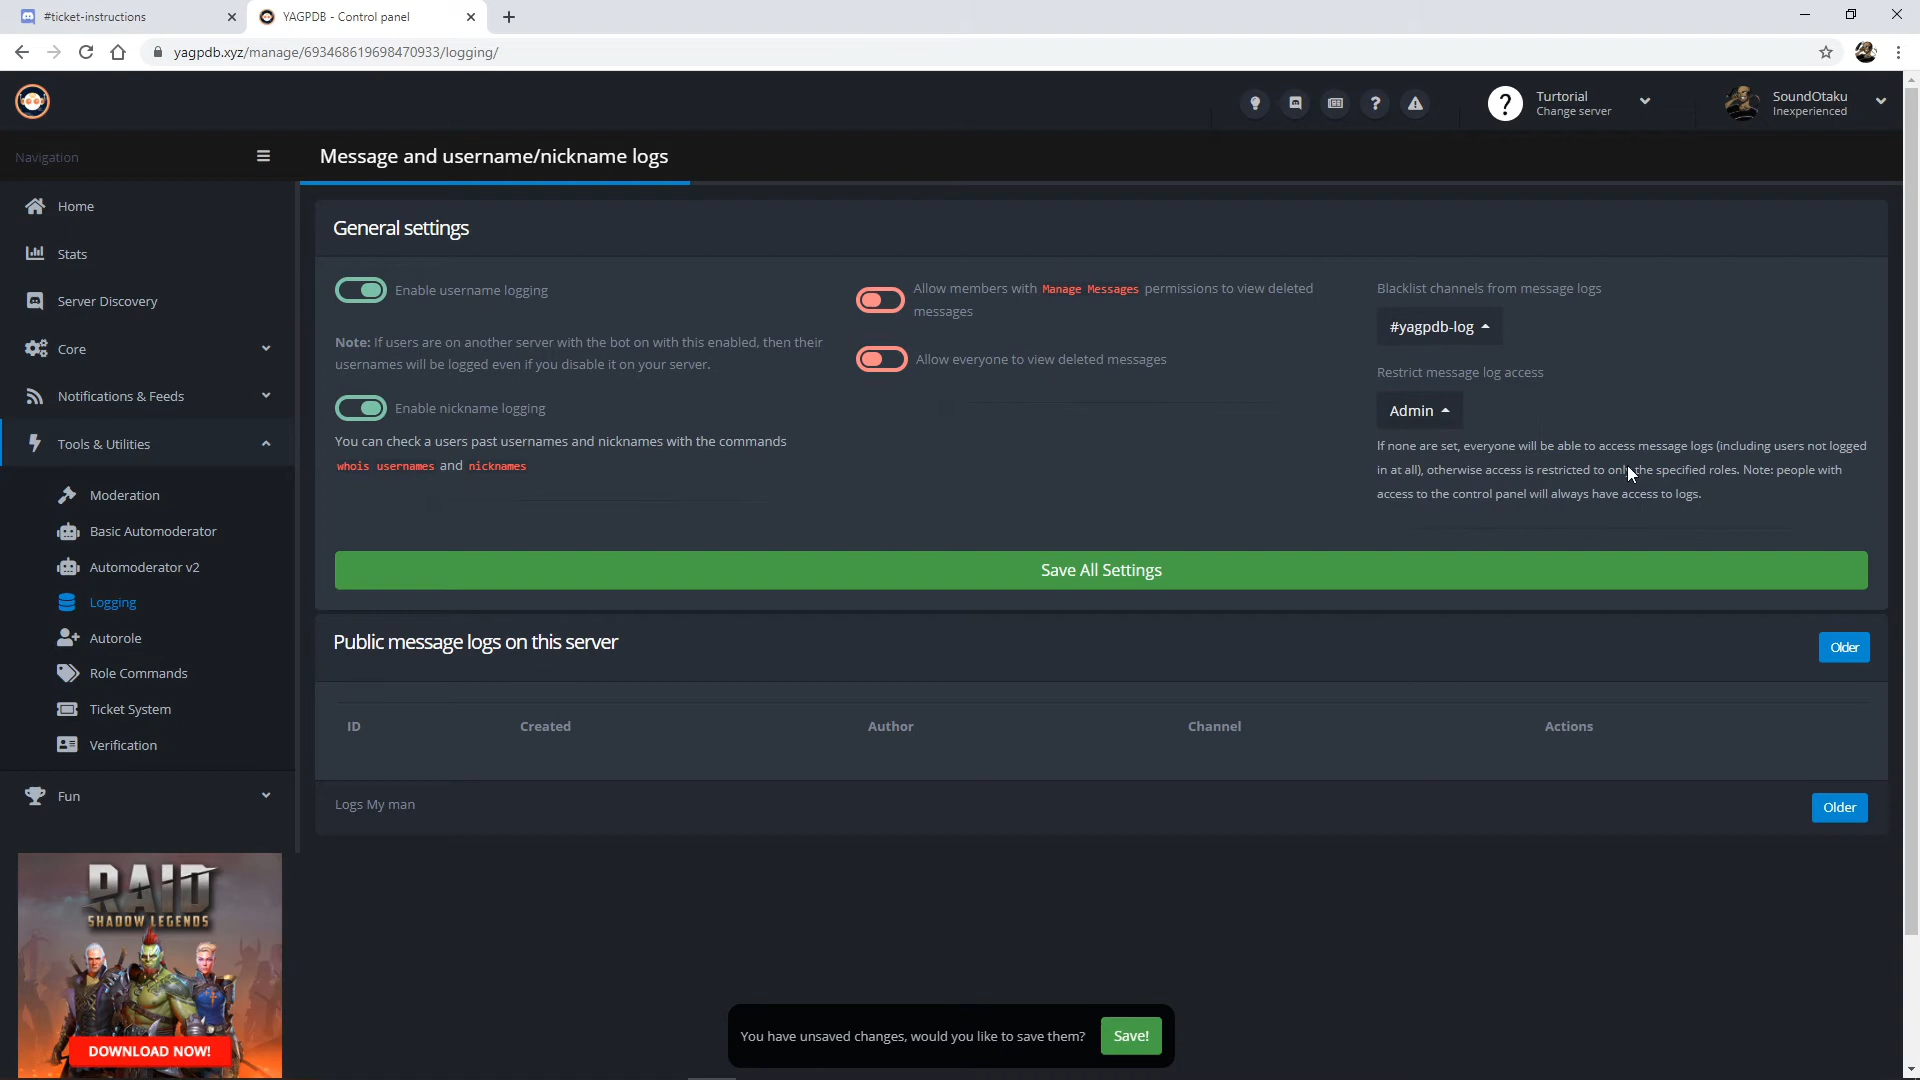 #ticket-instructions
YAGPDB - Control panel
yagpdb.xyz/manage/693468619698470933/logging/
Turtorial
Change server
SoundOtaku
Inexperienced
Navigation
Message and username/nickname logs
Home
Stats
Server Discovery
Core
Notifications & Feeds
Tools & Utilities
Moderation
Basic Automoderator
Automoderator v2
Logging
Autorole
Role Commands
Ticket System
Verification
Fun
RAID
SHADOW LEGENDS
DOWNLOAD NOW!
General settings
Enable username logging
Note: If users are on another server with the bot on with this enabled, then their
usernames will be logged even if you disable it on your server.
Enable nickname logging
You can check a users past usernames and nicknames with the commands
whois usernames and nicknames
Allow members with Manage Messages permissions to view deleted
messages
Allow everyone to view deleted messages
Blacklist channels from message logs
#yagpdb-log
Restrict message log access
Admin
If none are set, everyone will be able to access message logs (including users not logged
in at all), otherwise access is restricted to only the specified roles. Note: people with
access to the control panel will always have access to logs.
Save All Settings
Public message logs on this server
Older
ID Created Author Channel Actions
Logs My man
Older
You have unsaved changes, would you like to save them?
Save!